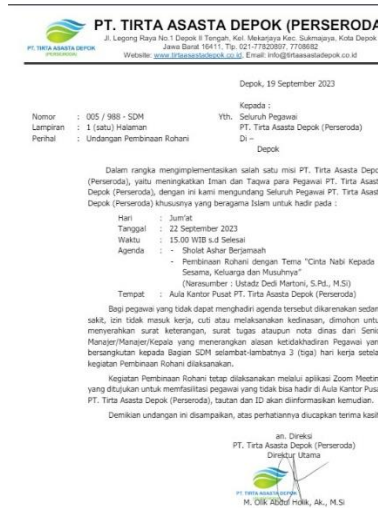 PT. TIRTA ASASTA DEPOK (PERSERODA
Jl. Legong Raya No.1 Depok II Tengah, Kel. Mekarjaya Kec. Sukmajaya, Kota Depok
Jawa Barat 16411, Tlp. 021-77820897, 7708682
Website: www.tirtaasastadepok.co.id, Email: info@tirtaasastadepok.co.id
PT. TIRTA ASASTA DEPOK
(PERSERODA)
Depok, 19 September 2023
Kepada :
Nomor : 005 / 988 - SDM Yth. Seluruh Pegawai
Lampiran : 1 (satu) Halaman PT. Tirta Asasta Depok (Perseroda)
Perihal : Undangan Pembinaan Rohani Di –
Depok
Dalam rangka mengimplementasikan salah satu misi PT. Tirta Asasta Depo
(Perseroda), yaitu meningkatkan Iman dan Taqwa para Pegawai PT. Tirta Asast
Depok (Perseroda), dengan ini kami mengundang Seluruh Pegawai PT. Tirta Asast
Depok (Perseroda) khususnya yang beragama Islam untuk hadir pada :
Hari : Jum'at
Tanggal : 22 September 2023
Waktu : 15.00 WIB s.d Selesai
Agenda : - Sholat Ashar Berjamaah
- Pembinaan Rohani dengan Tema "Cinta Nabi Kepada
Sesama, Keluarga dan Musuhnya"
(Narasumber : Ustadz Dedi Martoni, S.Pd., M.Si)
Tempat : Aula Kantor Pusat PT. Tirta Asasta Depok (Perseroda)
Bagi pegawai yang tidak dapat menghadiri agenda tersebut dikarenakan sedan
sakit, izin tidak masuk kerja, cuti atau melaksanakan kedinasan, dimohon untu
menyerahkan surat keterangan, surat tugas ataupun nota dinas dari Senic
Manajer/Manajer/Kepala yang menerangkan alasan ketidakhadiran Pegawai yan
bersangkutan kepada Bagian SDM selambat-lambatnya 3 (tiga) hari kerja setela
kegiatan Pembinaan Rohani dilaksanakan.
Kegiatan Pembinaan Rohani tetap dilaksanakan melalui aplikasi Zoom Meetin
yang ditujukan untuk memfasilitasi pegawai yang tidak bisa hadir di Aula Kantor Pusa
PT. Tirta Asasta Depok (Perseroda), tautan dan ID akan diinformasikan kemudian.
Demikian undangan ini disampaikan, atas perhatiannya diucapkan terima kasih
an. Direksi
PT. Tirta Asasta Depok (Perseroda)
Direktur Utama
PT. TIRTA ASASTA DEPOK
M. Olik Abdul Holik, Ak., M.Si